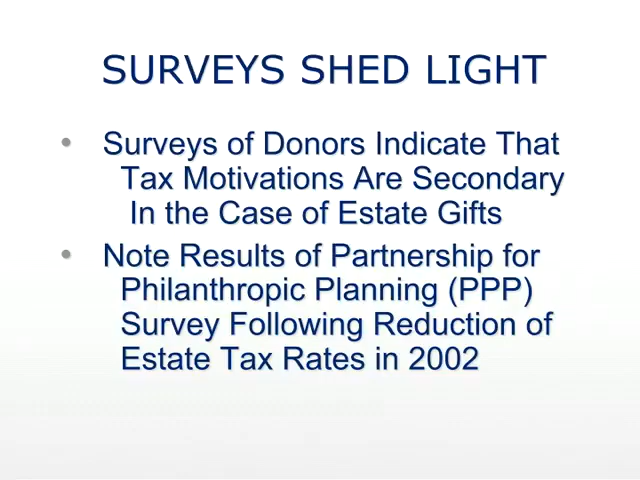 SURVEYS SHED LIGHT
• Surveys of Donors Indicate That
Tax Motivations Are Secondary
In the Case of Estate Gifts
• Note Results of Partnership for
Philanthropic Planning (PPP)
Survey Following Reduction of
Estate Tax Rates in 2002